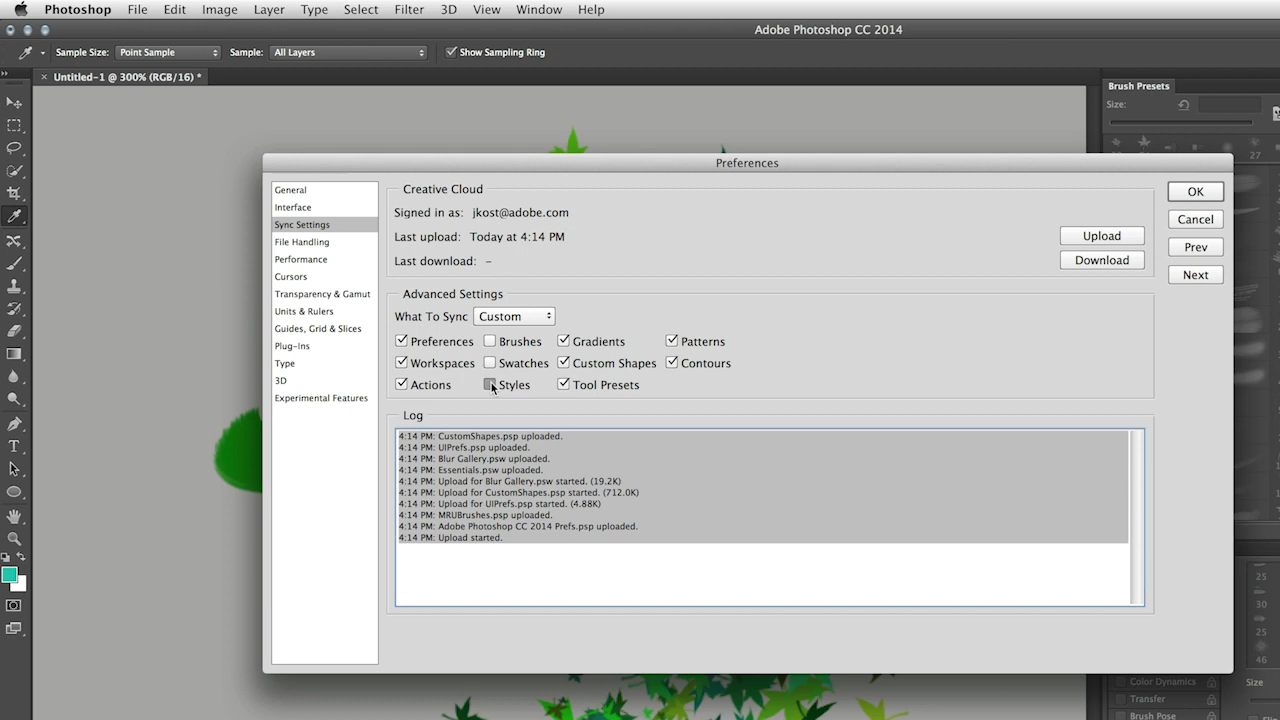 Photoshop File Edit Image Layer Type Select Filter 3D View Window Help
Adobe Photoshop CC 2014
Sample Size: Point Sample Sample: All Layers Show Sampling Ring
Untitled-1 @ 300% (RGB/16) *
Brush Presets
Size:
27
Preferences
General
Interface
Sync Settings
File Handling
Performance
Cursors
Transparency & Gamut
Units & Rulers
Guides, Grid & Slices
Plug-Ins
Type
3D
Experimental Features
Creative Cloud
Signed in as: jkost@adobe.com
Last upload: Today at 4:14 PM
Last download: –
Upload
Download
OK
Cancel
Prev
Next
Advanced Settings
What To Sync Custom
Preferences Brushes Gradients Patterns
Workspaces Swatches Custom Shapes Contours
Actions Styles Tool Presets
Log
4:14 PM: CustomShapes.psp uploaded.
4:14 PM: UIPrefs.psp uploaded.
4:14 PM: Blur Gallery.psw uploaded.
4:14 PM: Essentials.psw uploaded.
4:14 PM: Upload for Blur Gallery.psw started. (19.2K)
4:14 PM: Upload for CustomShapes.psp started. (712.0K)
4:14 PM: Upload for UIPrefs.psp started. (4.88K)
4:14 PM: MRUBrushes.psp uploaded.
4:14 PM: Adobe Photoshop CC 2014 Prefs.psp uploaded.
4:14 PM: Upload started.
25
30
25
46
Color Dynamics Size
Transfer
Brush Pose